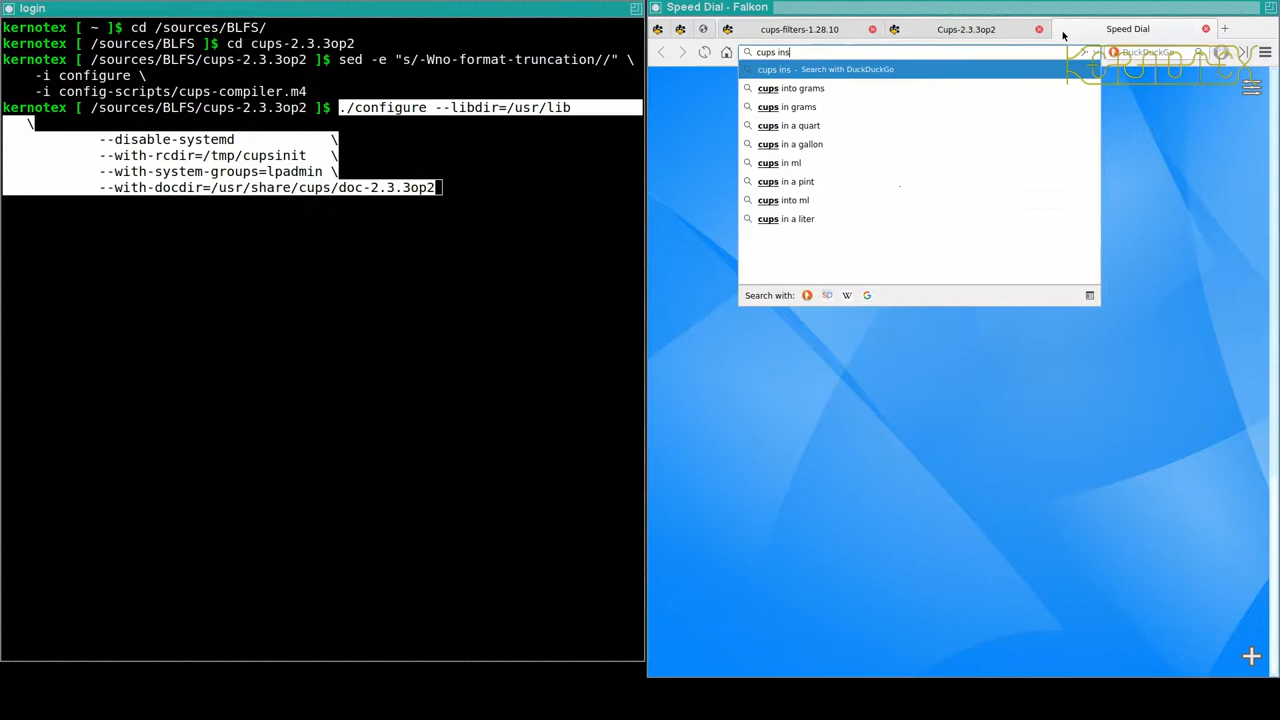 login
kernotex [ ~ ]$ cd /sources/BLFS/
kernotex [ /sources/BLFS ]$ cd cups-2.3.3op2
kernotex [ /sources/BLFS/cups-2.3.3op2 ]$ sed -e "s/-Wno-format-truncation//" \
-i configure \
-i config-scripts/cups-compiler.m4
kernotex [ /sources/BLFS/cups-2.3.3op2 ]$ ./configure --libdir=/usr/lib
\
--disable-systemd \
--with-rcdir=/tmp/cupsinit \
--with-system-groups=lpadmin \
--with-docdir=/usr/share/cups/doc-2.3.3op2
Speed Dial - Falkon
cups-filters-1.28.10
Cups-2.3.3op2
Speed Dial
cups ins
DuckDuckGo
KERNOTEX
cups ins - Search with DuckDuckGo
cups into grams
cups in grams
cups in a quart
cups in a gallon
cups in ml
cups in a pint
cups into ml
cups in a liter
Search with: